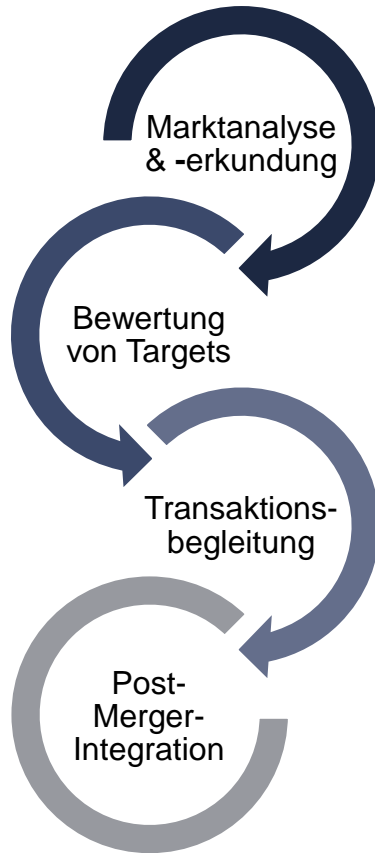 Marktanalyse
& -erkundung
Bewertung
von Targets
Transaktions-
begleitung
Post-
Merger-
Integration